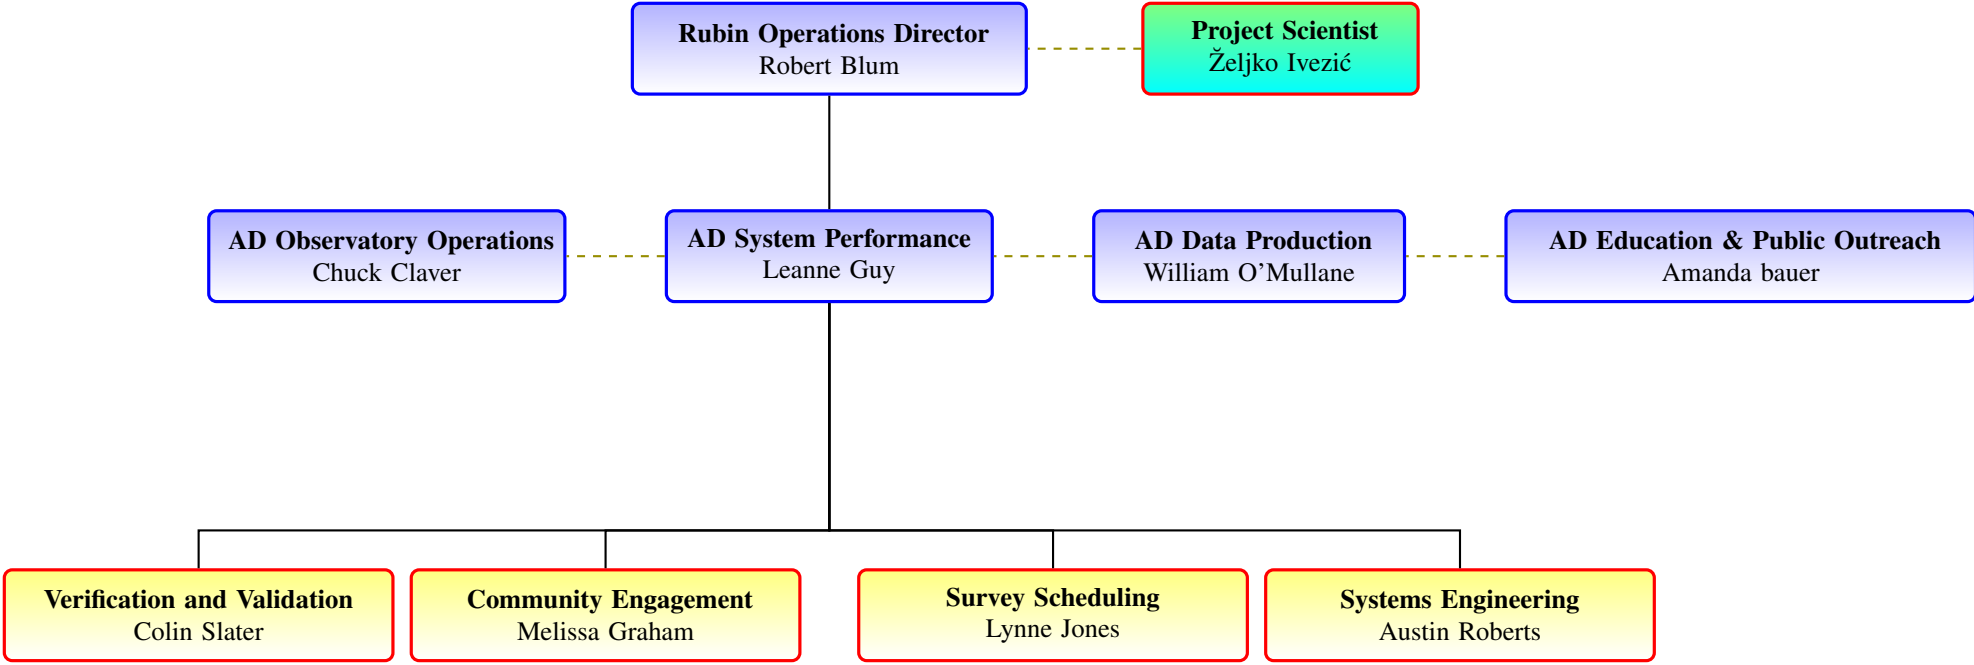 Rubin Operations Director
Robert Blum
Project Scientist
Željko Ivezić
AD Observatory Operations
Chuck Claver
AD System Performance
Leanne Guy
AD Data Production
William O’Mullane
AD Education & Public Outreach
Amanda bauer
Verification and Validation
Colin Slater
Community Engagement
Melissa Graham
Survey Scheduling
Lynne Jones
Systems Engineering
Austin Roberts